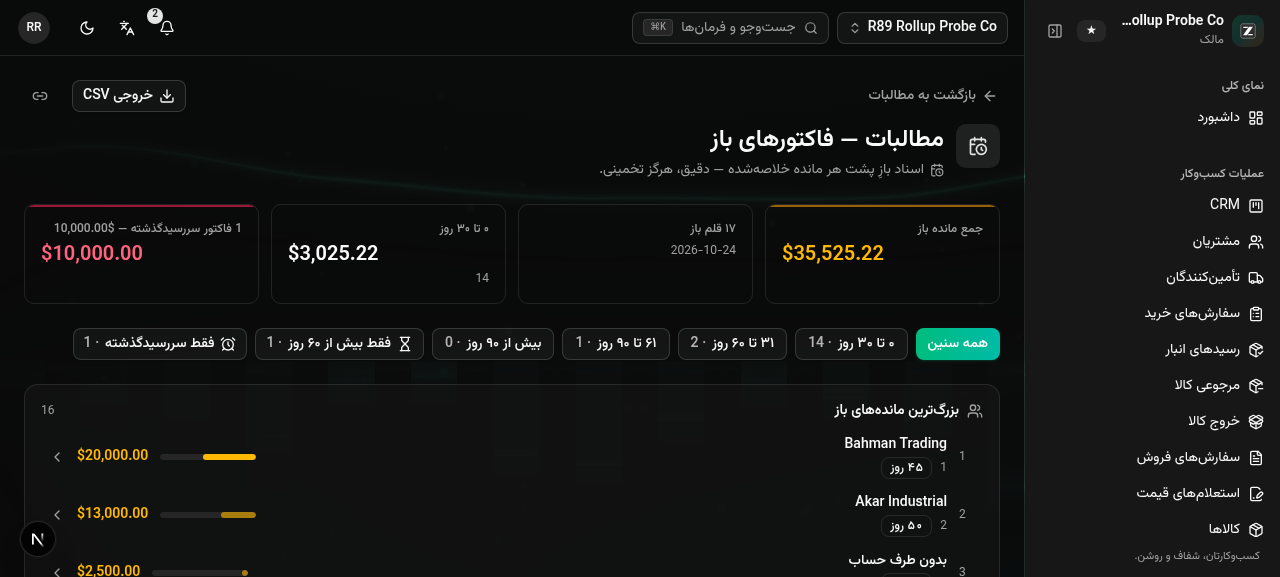 …ollup Probe Co
مالک
★
نمای کلی
داشبورد
عملیات کسب‌وکار
CRM
مشتریان
تأمین‌کنندگان
سفارش‌های خرید
رسیدهای انبار
مرجوعی کالا
خروج کالا
سفارش‌های فروش
استعلام‌های قیمت
کالاها
کسب‌وکارتان، شفاف و روشن.
R89 Rollup Probe Co
جست‌وجو و فرمان‌ها ⌘K
2
RR
بازگشت به مطالبات
خروجی CSV
مطالبات — فاکتورهای باز
اسناد بازِ پشت هر مانده خلاصه‌شده — دقیق، هرگز تخمینی.
جمع مانده باز
$35,525.22
۱۷ قلم باز
2026-10-24
۰ تا ۳۰ روز
$3,025.22
14
1 فاکتور سررسیدگذشته — $10,000.00
$10,000.00
همه سنین
۰ تا ۳۰ روز · 14
۳۱ تا ۶۰ روز · 2
۶۱ تا ۹۰ روز · 1
بیش از ۹۰ روز · 0
فقط بیش از ۶۰ روز · 1
فقط سررسیدگذشته · 1
بزرگ‌ترین مانده‌های باز
16
1 Bahman Trading $20,000.00
1 ۴۵ روز
2 Akar Industrial $13,000.00
2 ۵۰ روز
3 بدون طرف حساب $2,500.00
N